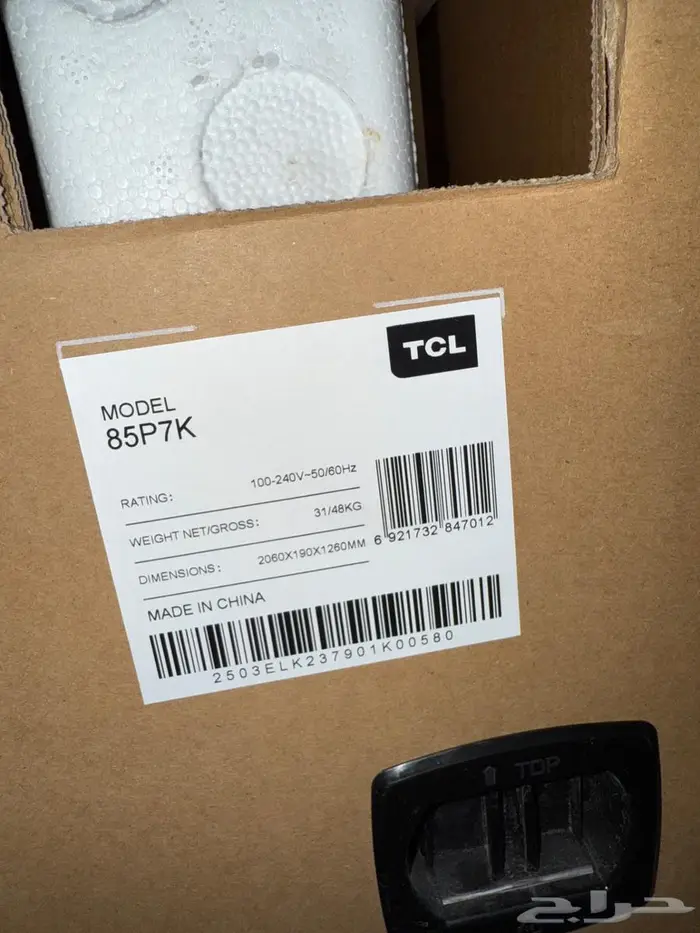 TCL
MODEL
85P7K
RATING: 100-240V~50/60Hz
WEIGHT NET/GROSS: 31/48KG
DIMENSIONS: 2060X190X1260MM
6 921732 847012
MADE IN CHINA
2503ELK237901K00580
TOP
حراج